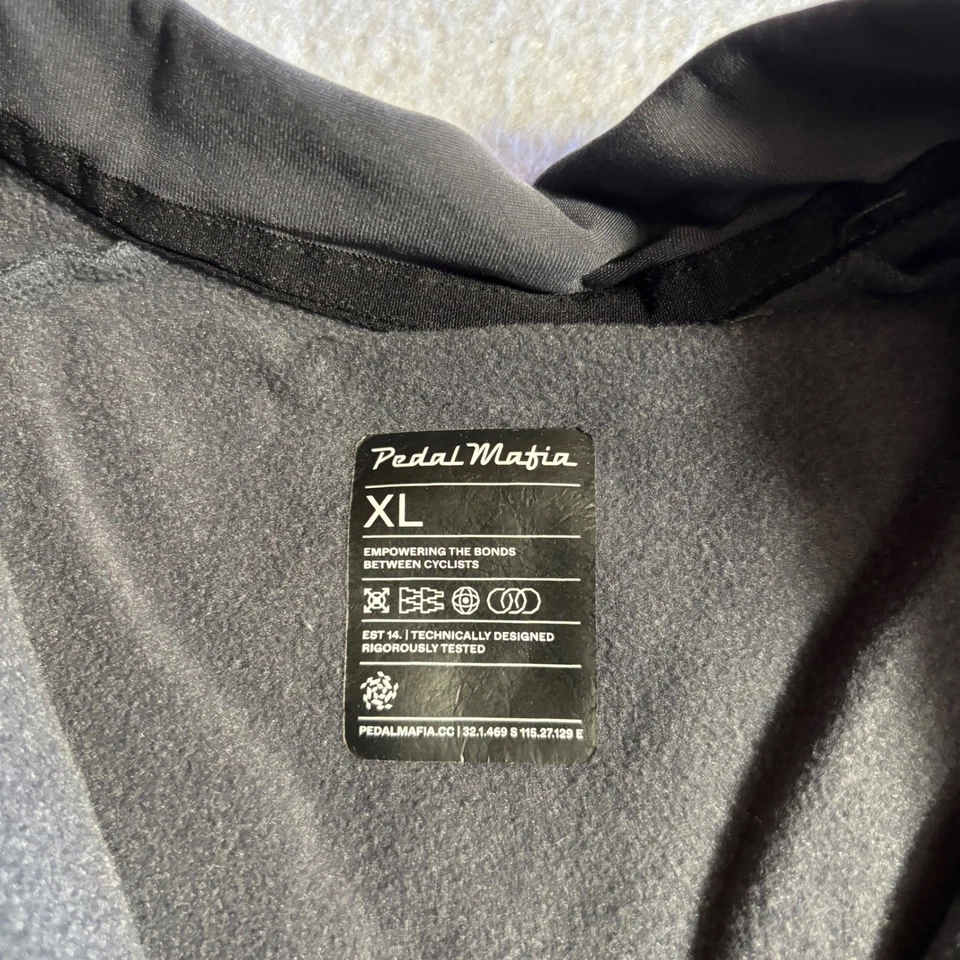 Pedal Mafia
XL
EMPOWERING THE BONDS
BETWEEN CYCLISTS
EST 14. | TECHNICALLY DESIGNED
RIGOROUSLY TESTED
PEDALMAFIA.CC | 32.1.469 S 115.27.129 E